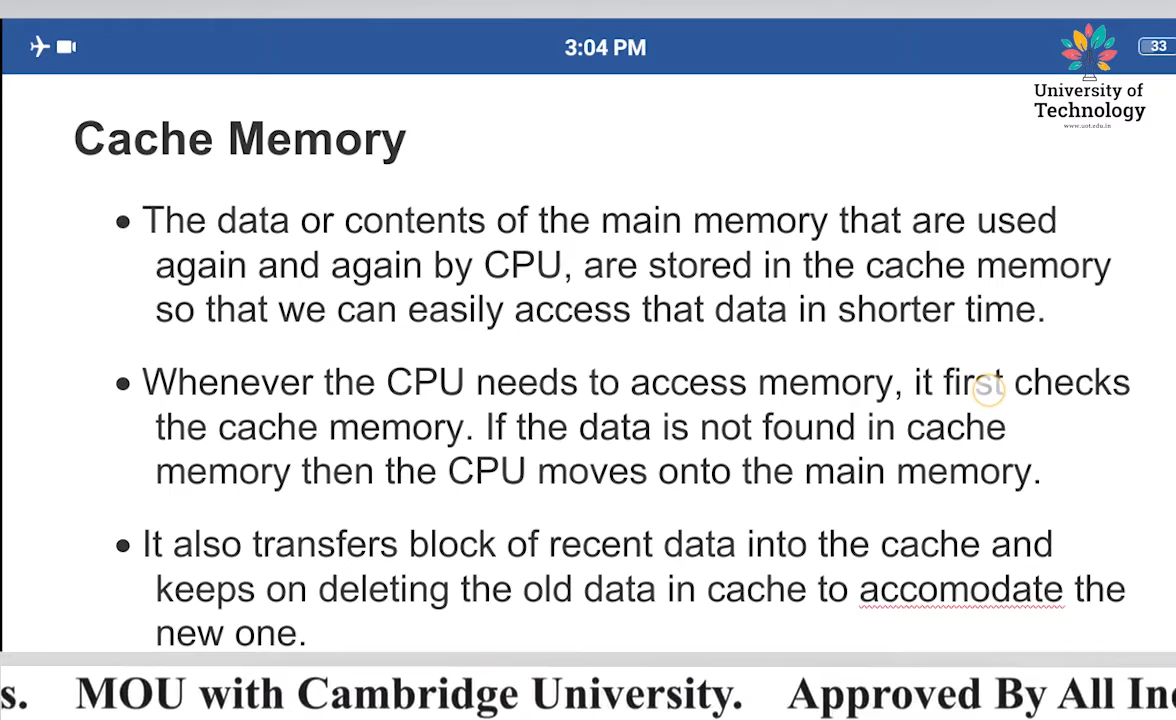 3:04 PM
33
University of
Technology
www.uot.edu.in
Cache Memory
• The data or contents of the main memory that are used
again and again by CPU, are stored in the cache memory
so that we can easily access that data in shorter time.
• Whenever the CPU needs to access memory, it first checks
the cache memory. If the data is not found in cache
memory then the CPU moves onto the main memory.
• It also transfers block of recent data into the cache and
keeps on deleting the old data in cache to accomodate the
new one.
s. MOU with Cambridge University. Approved By All In